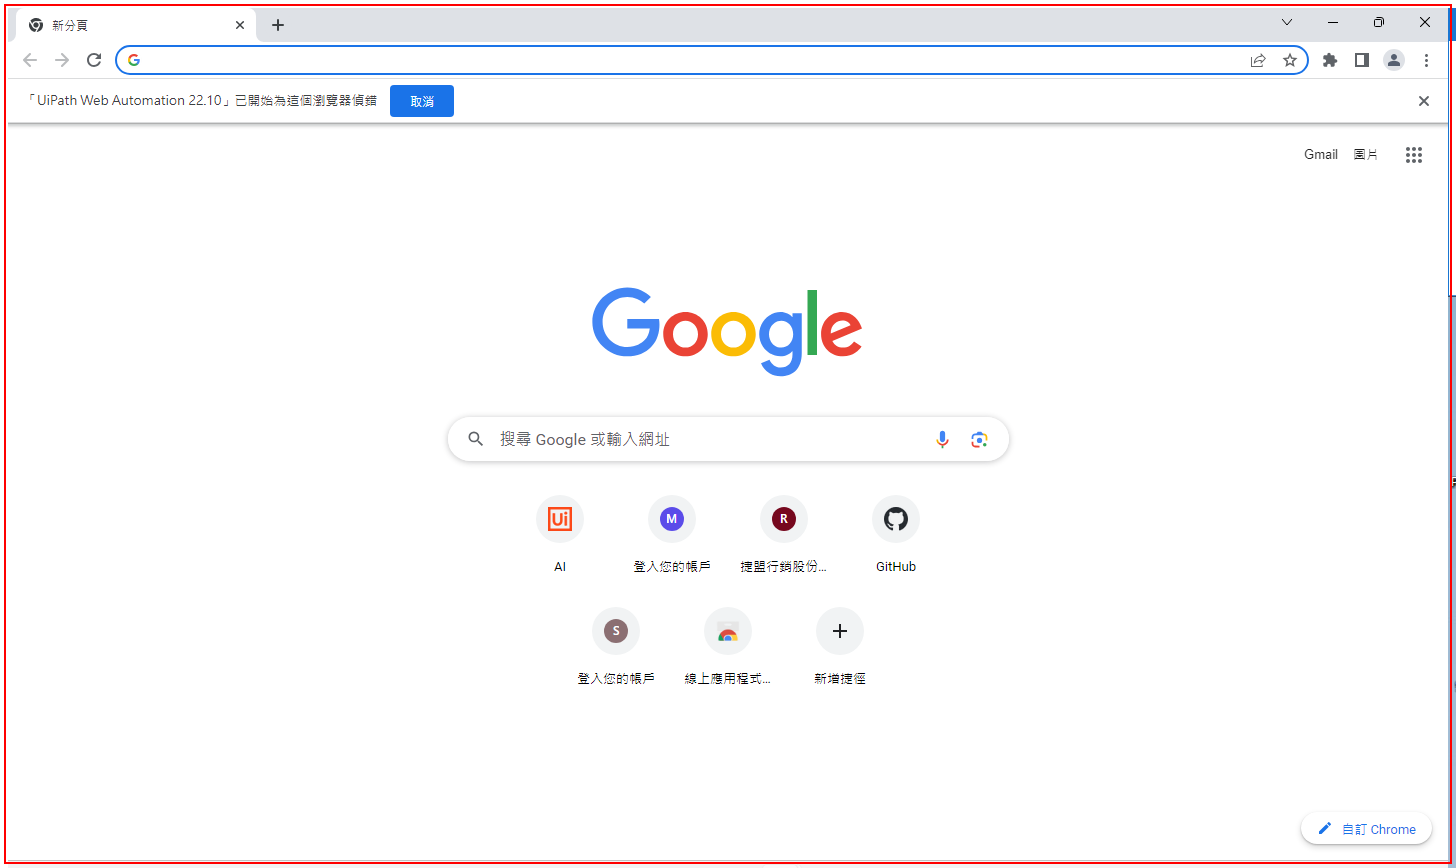 新分頁
「UiPath Web Automation 22.10」已開始為這個瀏覽器偵錯
取消
Gmail 圖片
Google
搜尋 Google 或輸入網址
Ui M R
AI 登入您的帳戶 捷盟行銷股份... GitHub
S
登入您的帳戶 線上應用程式... 新增捷徑
自訂 Chrome